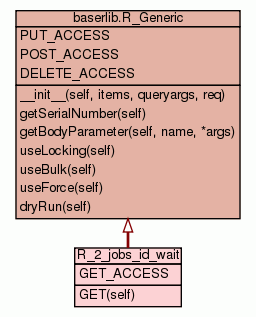 baserlib.R_Generic
PUT_ACCESS
POST_ACCESS
DELETE_ACCESS
__init__(self, items, queryargs, req)
getSerialNumber(self)
getBodyParameter(self, name, *args)
useLocking(self)
useBulk(self)
useForce(self)
dryRun(self)
R_2_jobs_id_wait
GET_ACCESS
GET(self)